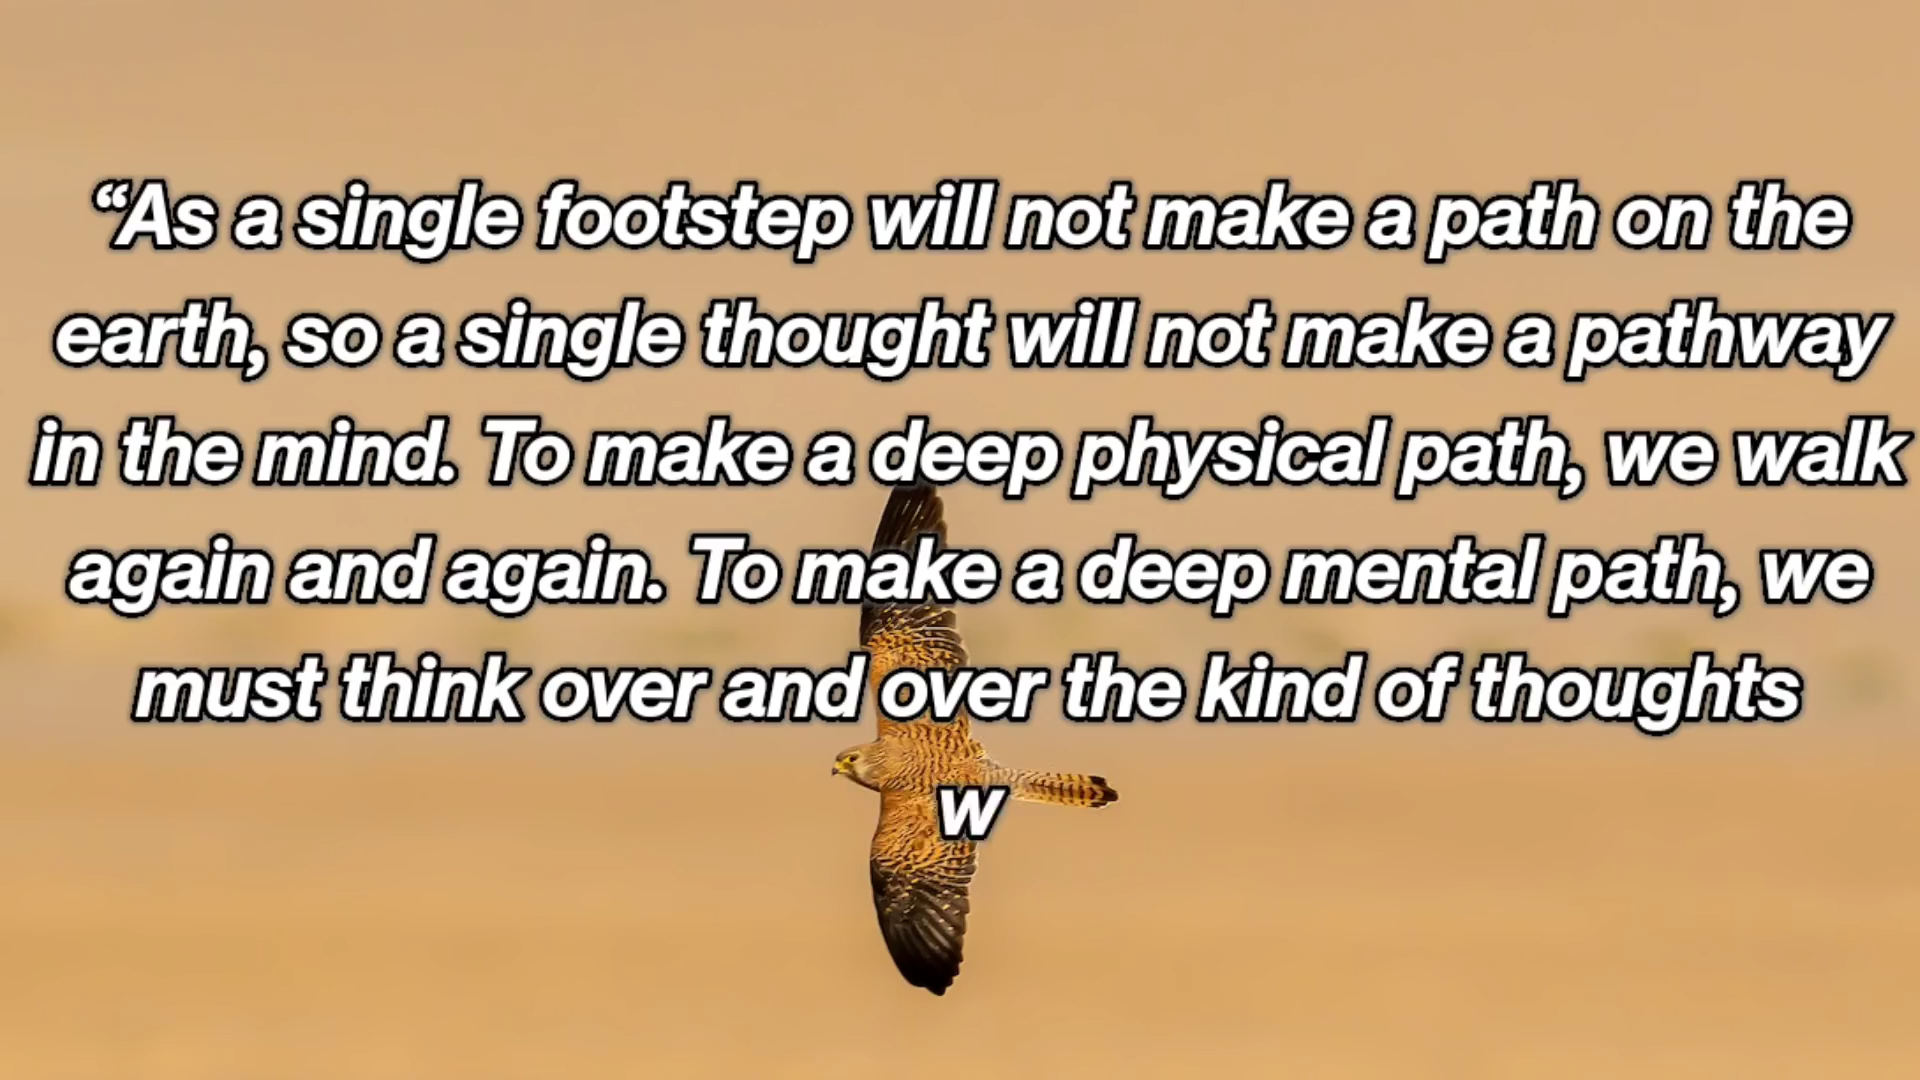 “As a single footstep will not make a path on the
earth, so a single thought will not make a pathway
in the mind. To make a deep physical path, we walk
again and again. To make a deep mental path, we
must think over and over the kind of thoughts
w